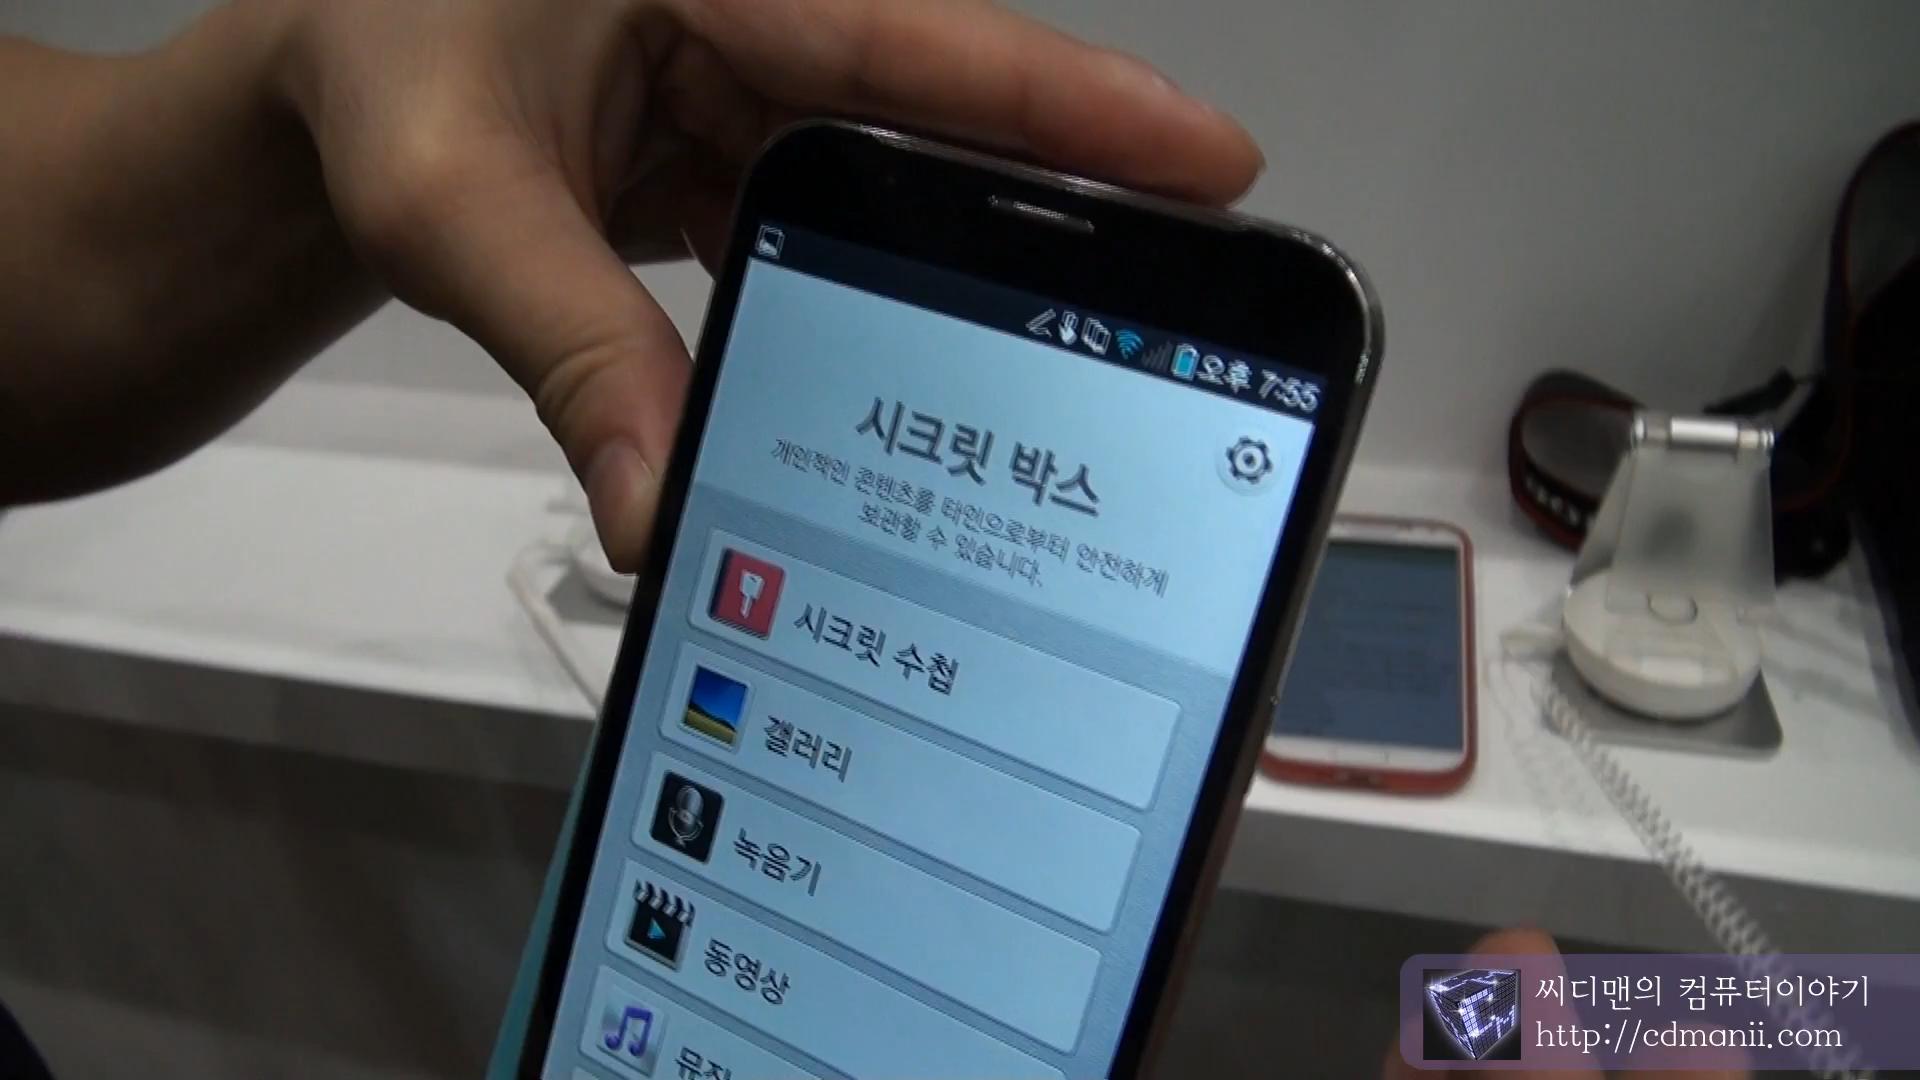 오후 7:55
시크릿 박스
개인적인 콘텐츠를 타인으로부터 안전하게
보관할 수 있습니다.
시크릿 수첩
갤러리
녹음기
동영상
뮤직
씨디맨의 컴퓨터이야기
http://cdmanii.com